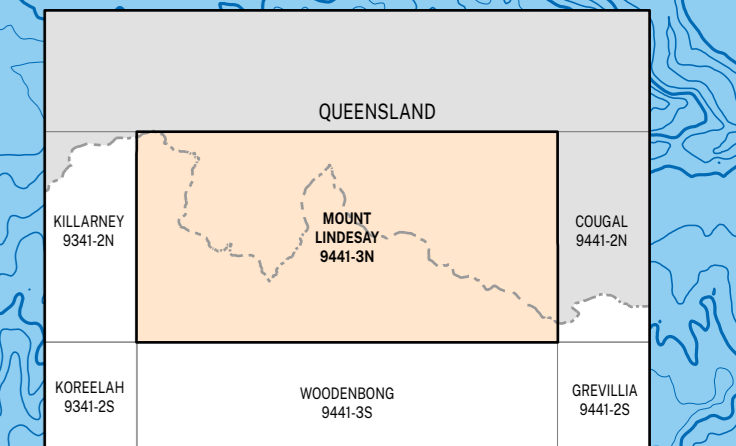 QUEENSLAND
KILLARNEY
9341-2N
MOUNT
LINDESAY
9441-3N
COUGAL
9441-2N
KOREELAH
9341-2S
WOODENBONG
9441-3S
GREVILLIA
9441-2S